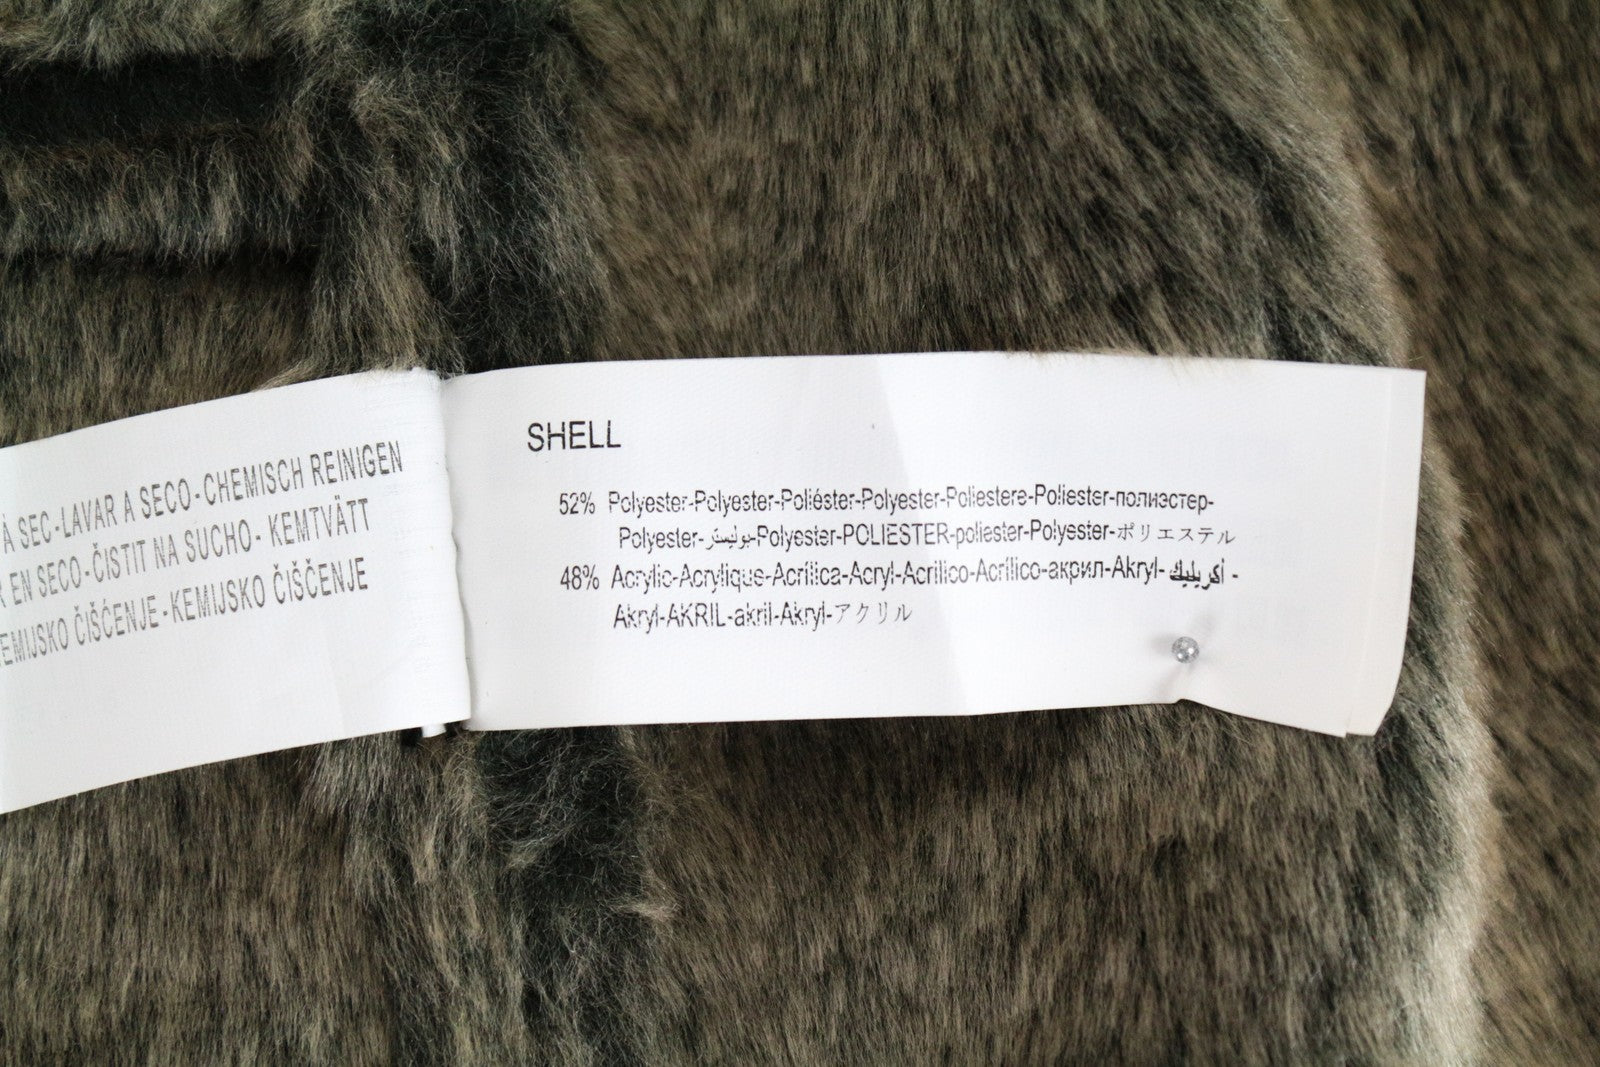 À SEC-LAVAR A SECO-CHEMISCH REINIGEN
EN SECO-ČISTIT NA SUCHO- KEMTVÄTT
ČIŠĆENJE-KEMIJSKO ČIŠČENJE
SHELL
52% Polyester-Polyester-Poliéster-Polyester-Poliestere-Poliester-полиэстер-
Polyester-بوليستر-Polyester-POLIESTER-poliester-Polyester-ポリエステル
48% Acrylic-Acrylique-Acrílica-Acryl-Acrilico-Acrílico-акрил-Akryl-أكريليك -
Akryl-AKRIL-akril-Akryl-アクリル